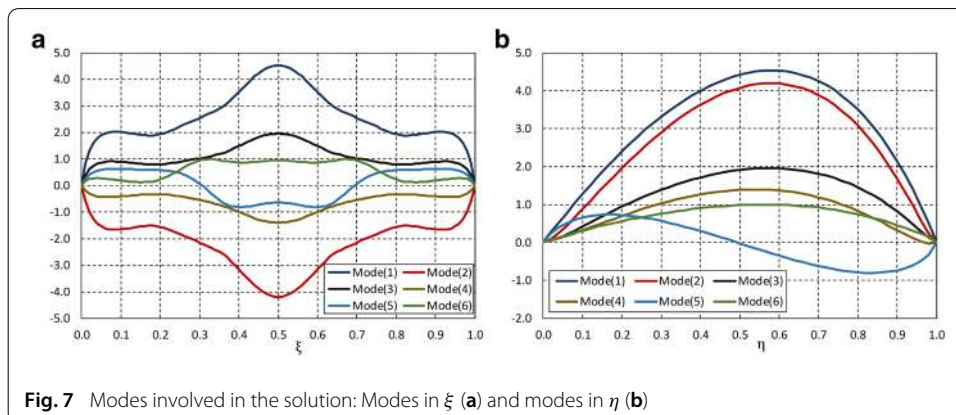 a
5.0
4.0
3.0
2.0
1.0
0.0
-1.0
-2.0
-3.0
-4.0
-5.0
Mode(1) Mode(2)
Mode(3) Mode(4)
Mode(5) Mode(6)
0.0 0.1 0.2 0.3 0.4 0.5 0.6 0.7 0.8 0.9 1.0
ξ
b
5.0
4.0
3.0
2.0
1.0
0.0
-1.0
-2.0
Mode(1) Mode(2) Mode(3)
Mode(4) Mode(5) Mode(6)
0.0 0.1 0.2 0.3 0.4 0.5 0.6 0.7 0.8 0.9 1.0
η
Fig. 7 Modes involved in the solution: Modes in ξ (a) and modes in η (b)